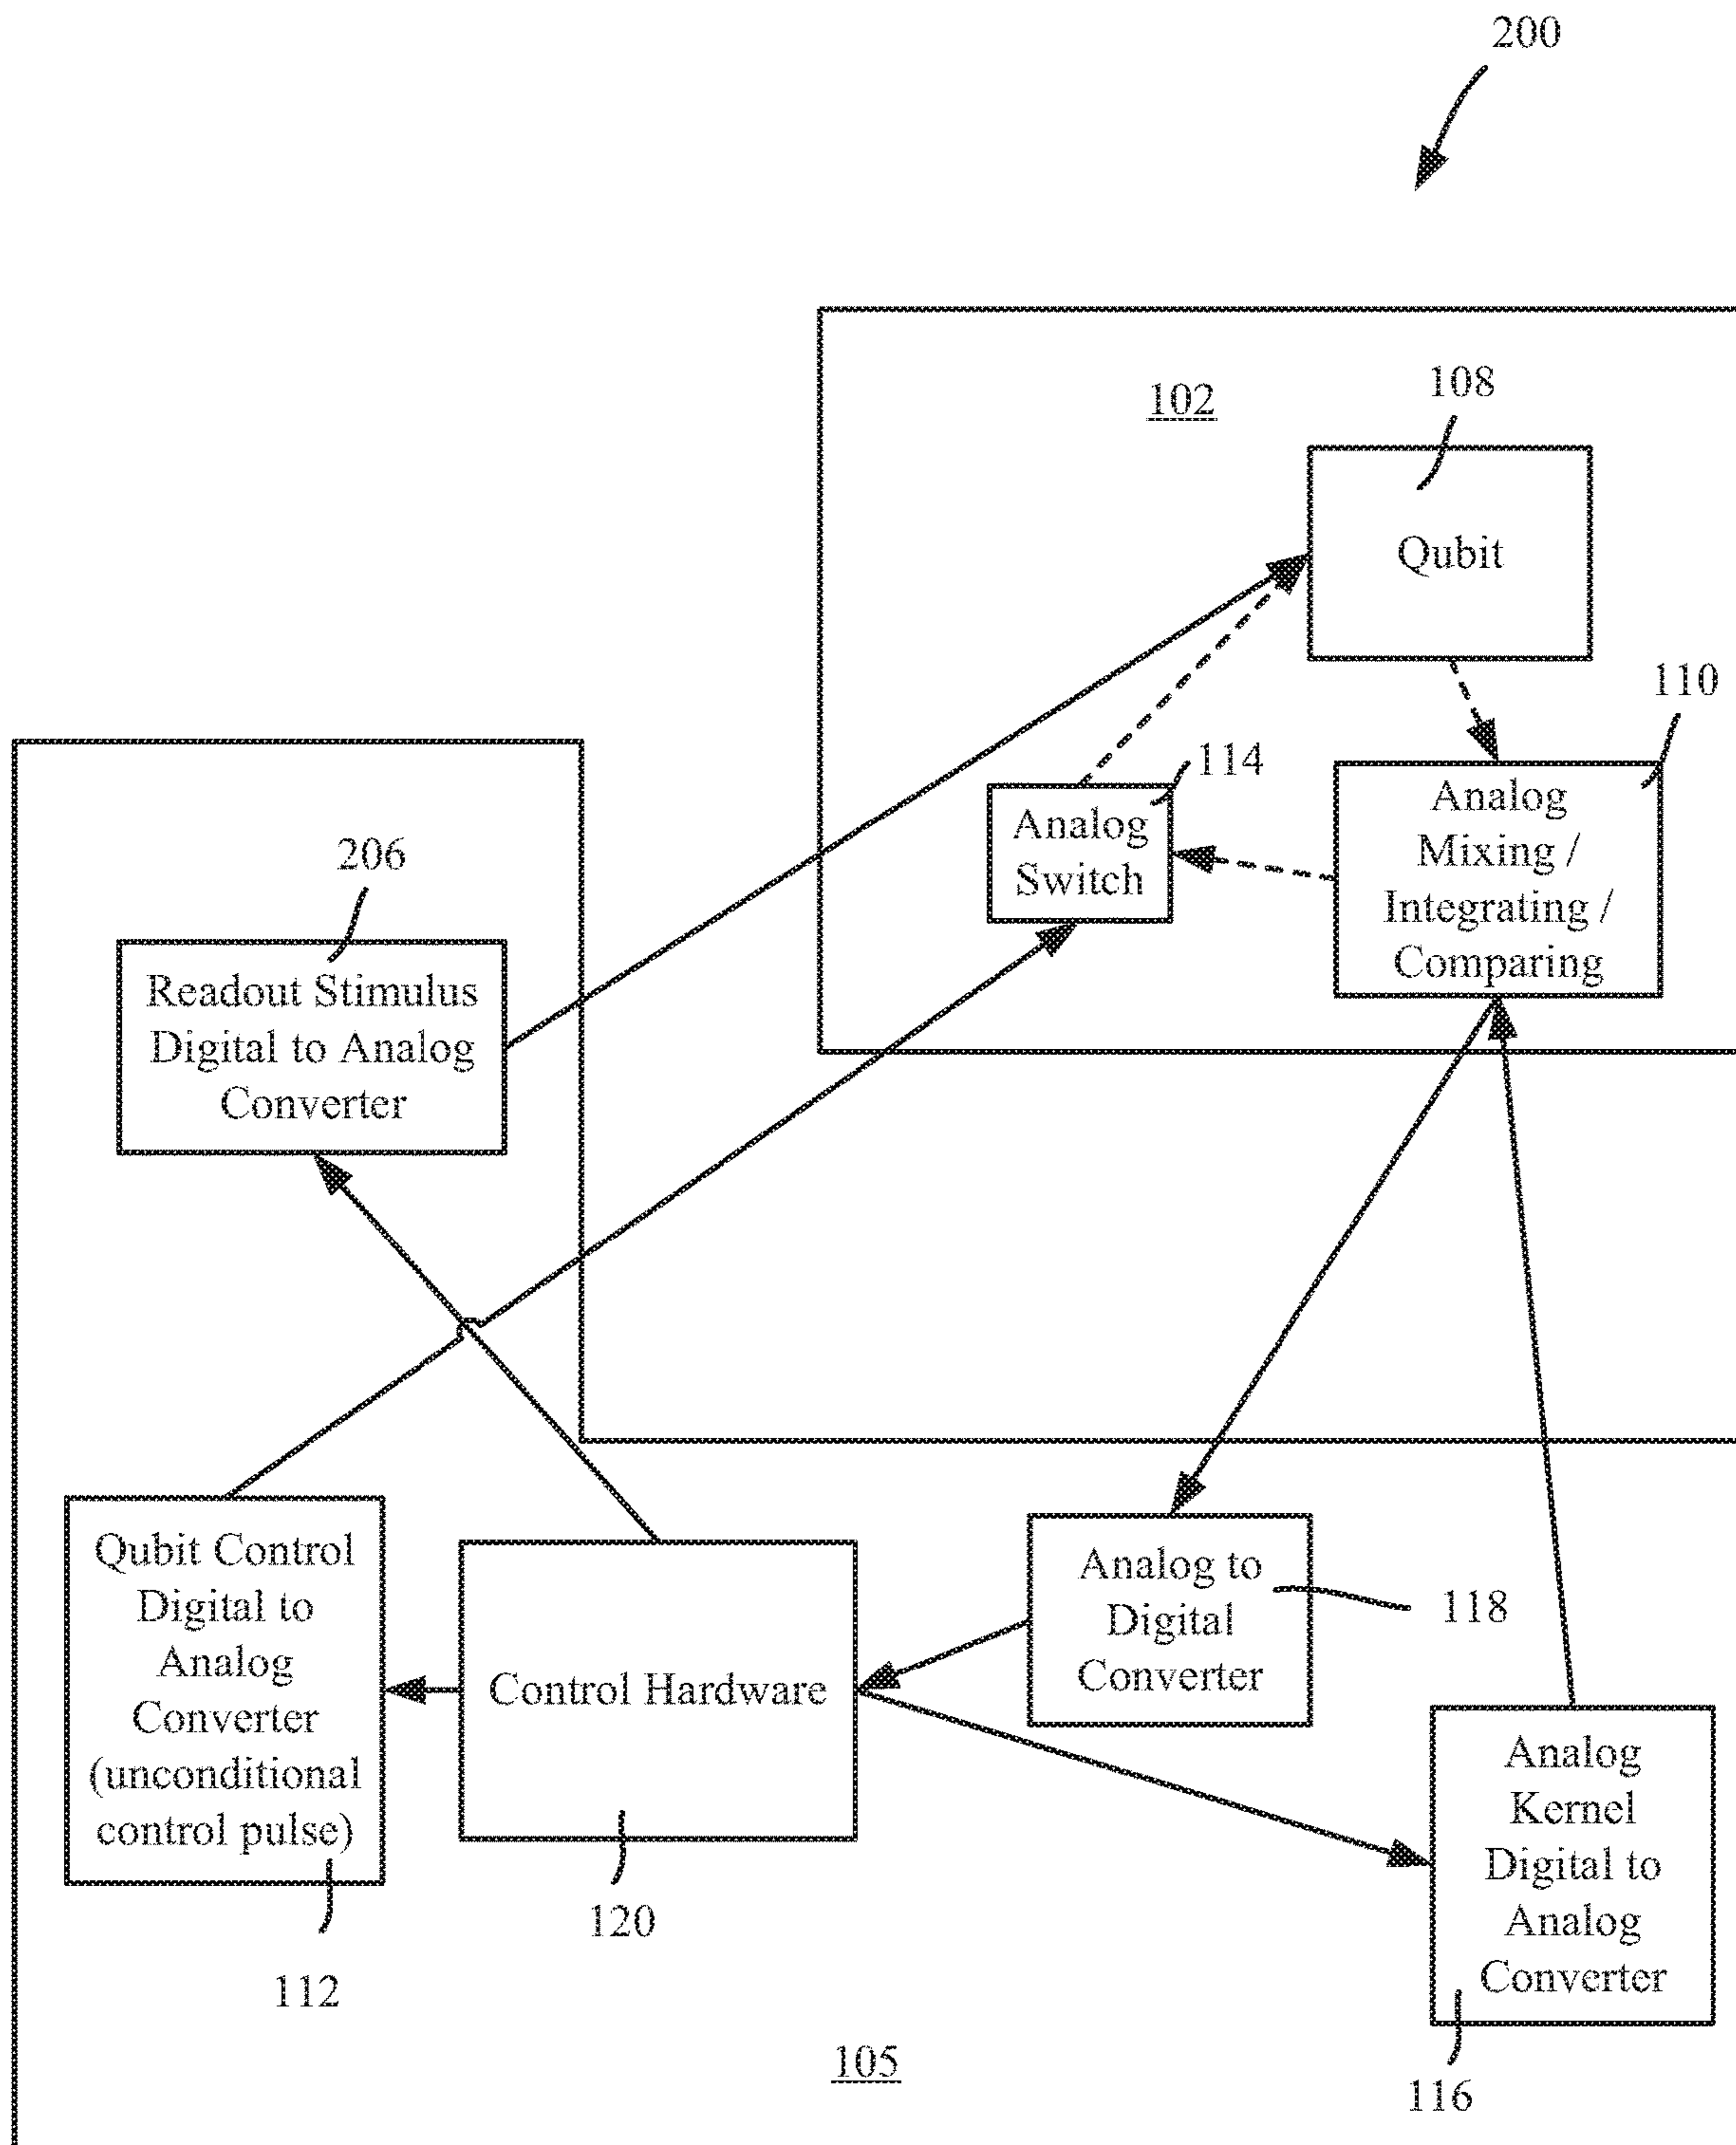 200
102
108
Qubit
110
114
Analog
Switch
Analog
Mixing /
Integrating /
Comparing
206
Readout Stimulus
Digital to Analog
Converter
Qubit Control
Digital to
Analog
Converter
(unconditional
control pulse)
112
Control Hardware
120
Analog to
Digital
Converter
118
Analog
Kernel
Digital to
Analog
Converter
116
105